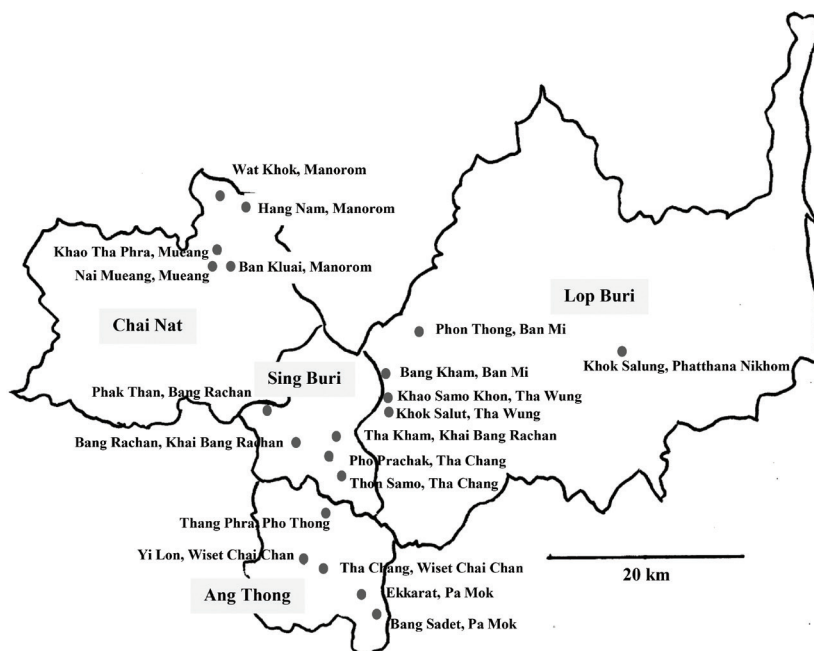 Wat Khok, Manorom
Hang Nam, Manorom
Khao Tha Phra, Mueang
Nai Mueang, Mueang
Ban Kluai, Manorom
Lop Buri
Chai Nat
Phon Thong, Ban Mi
Khok Salung, Phatthana Nikhom
Sing Buri
Bang Kham, Ban Mi
Phak Than, Bang Rachan
Khao Samo Khon, Tha Wung
Khok Salut, Tha Wung
Tha Kham, Khai Bang Rachan
Bang Rachan, Khai Bang Rachan
Pho Prachak, Tha Chang
Thon Samo, Tha Chang
Thang Phra, Pho Thong
Yi Lon, Wiset Chai Chan
Tha Chang, Wiset Chai Chan
20 km
Ang Thong
Ekkarat, Pa Mok
Bang Sadet, Pa Mok